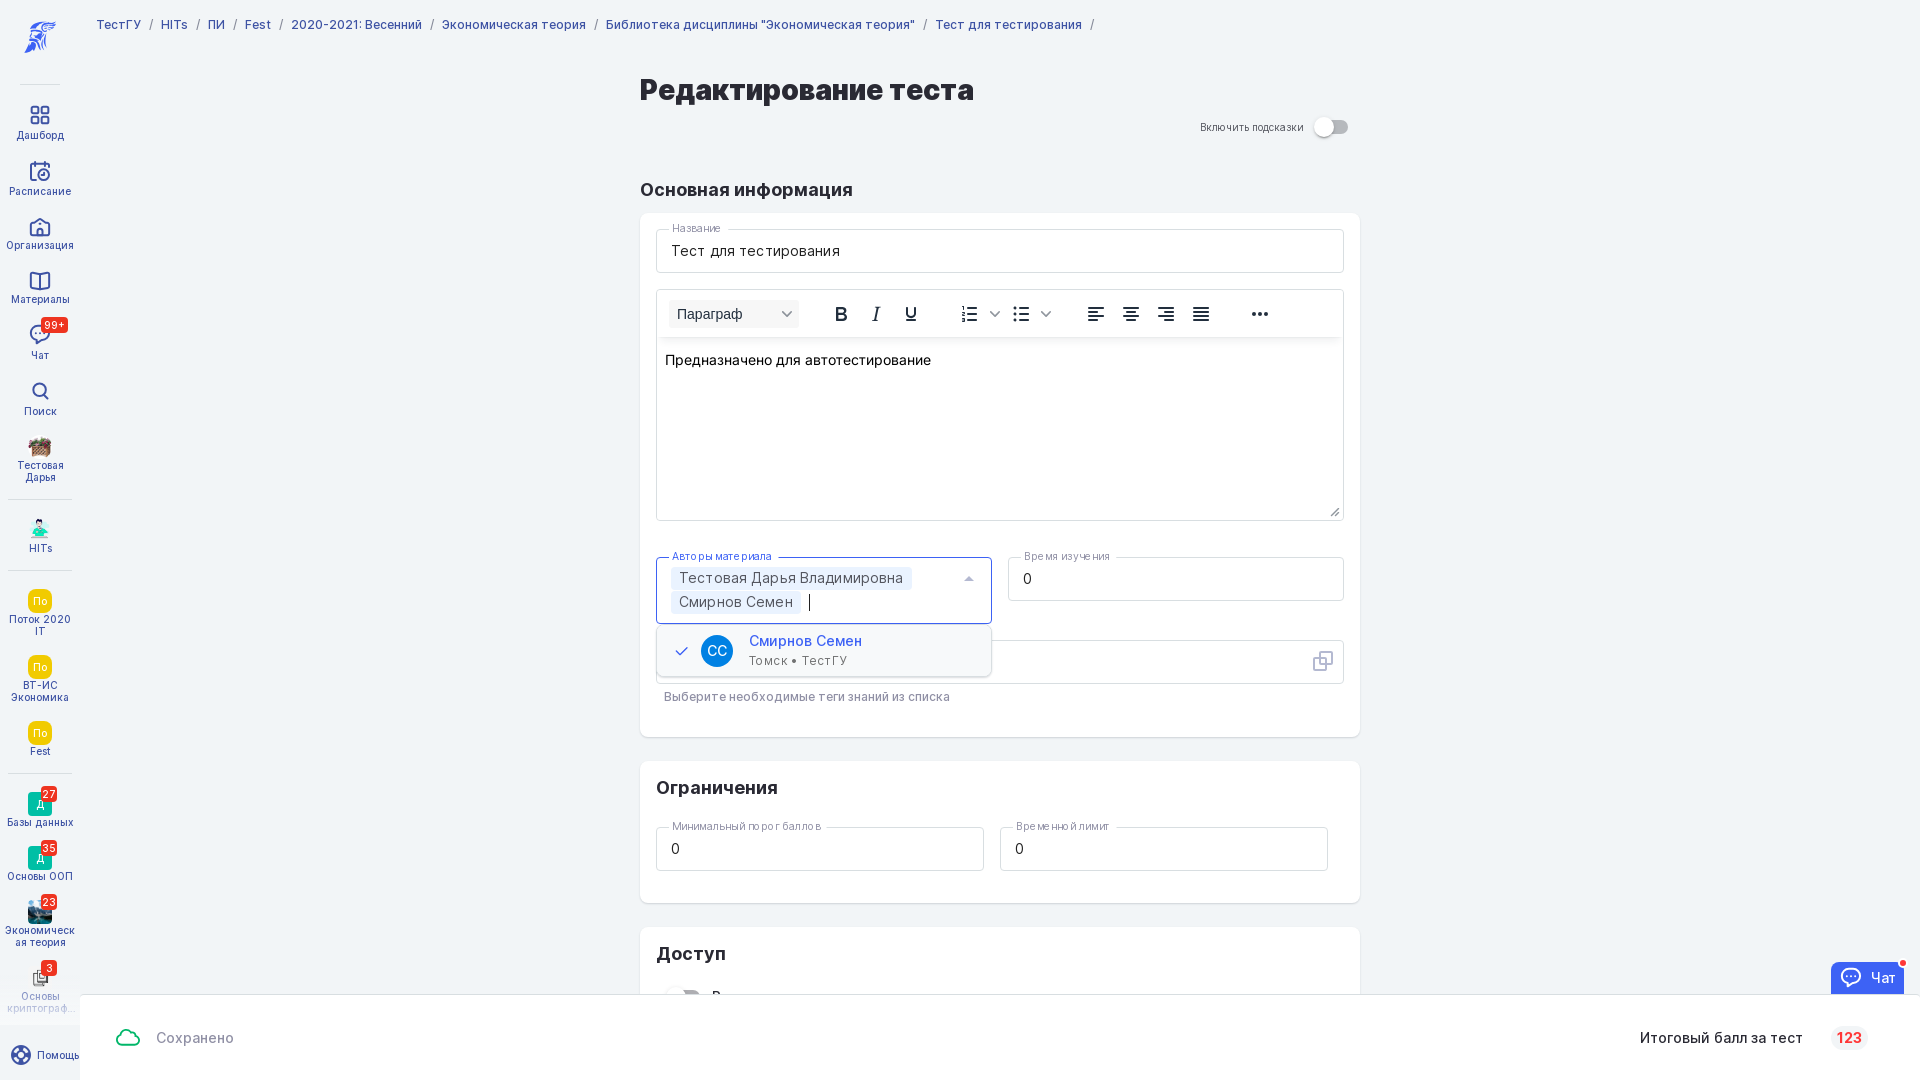 ТестГУ / HITs / ПИ / Fest / 2020-2021: Весенний / Экономическая теория / Библиотека дисциплины "Экономическая теория" / Тест для тестирования /
Дашборд
Расписание
Организация
Материалы
99+
Чат
Поиск
Тестовая
Дарья
HITs
По
Поток 2020
IT
По
ВТ-ИС
Экономика
По
Fest
27
Д
Базы данных
35
Д
Основы ООП
23
Экономическ
ая теория
3
Основы
криптограф...
Помощь
Редактирование теста
Включить подсказки
Основная информация
Название
Тест для тестирования
Параграф
Предназначено для автотестирование
Авторы материала
Тестовая Дарья Владимировна
Смирнов Семен
Время изучения
0
СС
Смирнов Семен
Томск • ТестГУ
Выберите необходимые теги знаний из списка
Ограничения
Минимальный порог баллов
0
Временной лимит
0
Доступ
Чат
Сохранено
Итоговый балл за тест 123